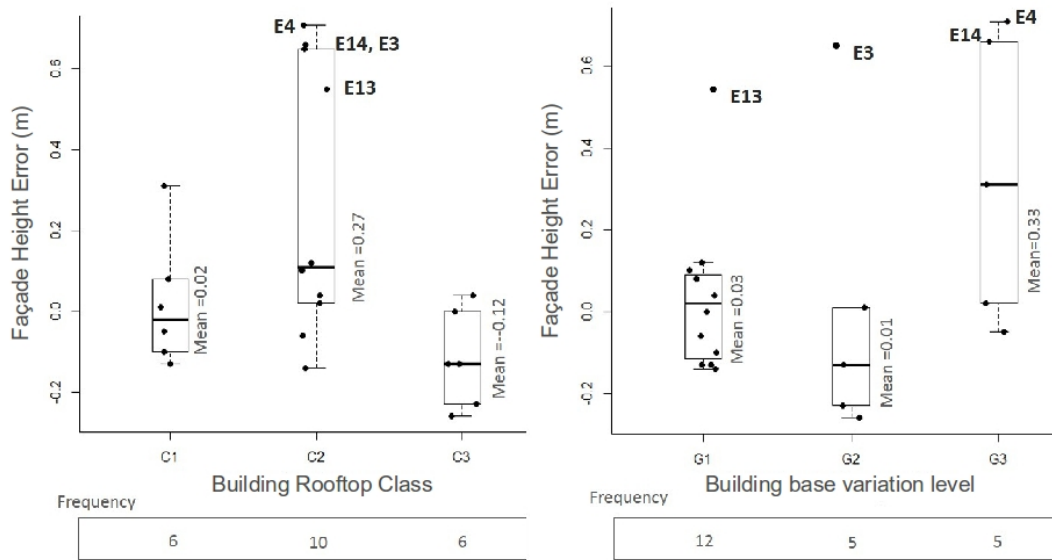 E4
E14, E3
E13
Façade Height Error (m)
0.6
0.4
0.2
0.0
-0.2
Mean =0.02
Mean =0.27
Mean =--0.12
C1
C2
C3
Building Rooftop Class
Frequency
6
10
6
E4
E14
E3
E13
Façade Height Error (m)
0.6
0.4
0.2
0.0
-0.2
Mean =0.03
Mean =0.01
Mean=0.33
G1
G2
G3
Building base variation level
Frequency
12
5
5